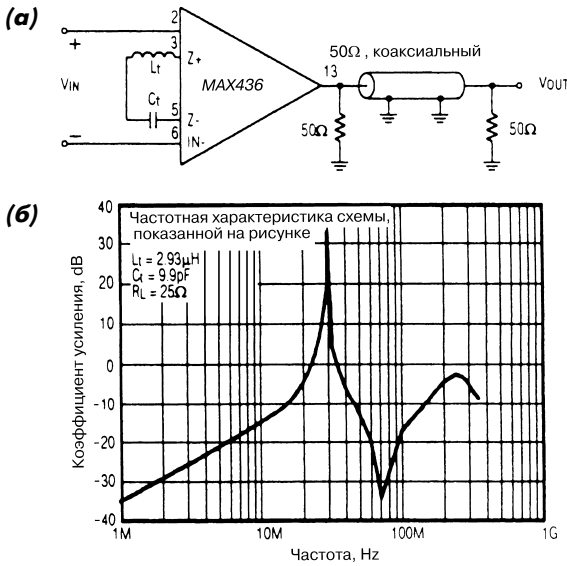 (а)
2
3
Z+
Lt
Ct
5
Z-
6
IN-
VIN
+
−
MAX436
13
50Ω, коаксиальный
VOUT
50Ω
50Ω
(б)
Частотная характеристика схемы,
показанной на рисунке
Lt = 2.93μH
Ct = 9.9pF
RL = 25Ω
Коэффициент усиления, dB
40
30
20
10
0
-10
-20
-30
-40
1M
10M
100M
1G
Частота, Hz